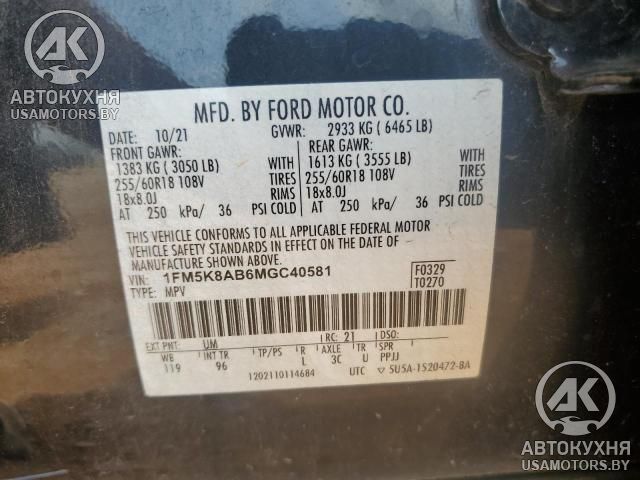 АК
АВТОКУХНЯ
USAMOTORS.BY
MFD. BY FORD MOTOR CO.
DATE: 10/21 GVWR: 2933 KG ( 6465 LB)
FRONT GAWR: REAR GAWR:
1383 KG ( 3050 LB) WITH 1613 KG ( 3555 LB) WITH
255/60R18 108V TIRES 255/60R18 108V TIRES
18x8.0J RIMS 18x8.0J RIMS
AT 250 kPa/ 36 PSI COLD AT 250 kPa/ 36 PSI COLD
THIS VEHICLE CONFORMS TO ALL APPLICABLE FEDERAL MOTOR
VEHICLE SAFETY STANDARDS IN EFFECT ON THE DATE OF
MANUFACTURE SHOWN ABOVE.
VIN: 1FM5K8AB6MGC40581 F0329
TYPE: MPV T0270
EXT PNT: UM RC: 21 DSO:
WB INT TR TP/PS R AXLE TR SPR
119 96 L 3C U PPJJ
1202110114684 UTC ▽ 5U5A-1520472-BA
АК
АВТОКУХНЯ
USAMOTORS.BY